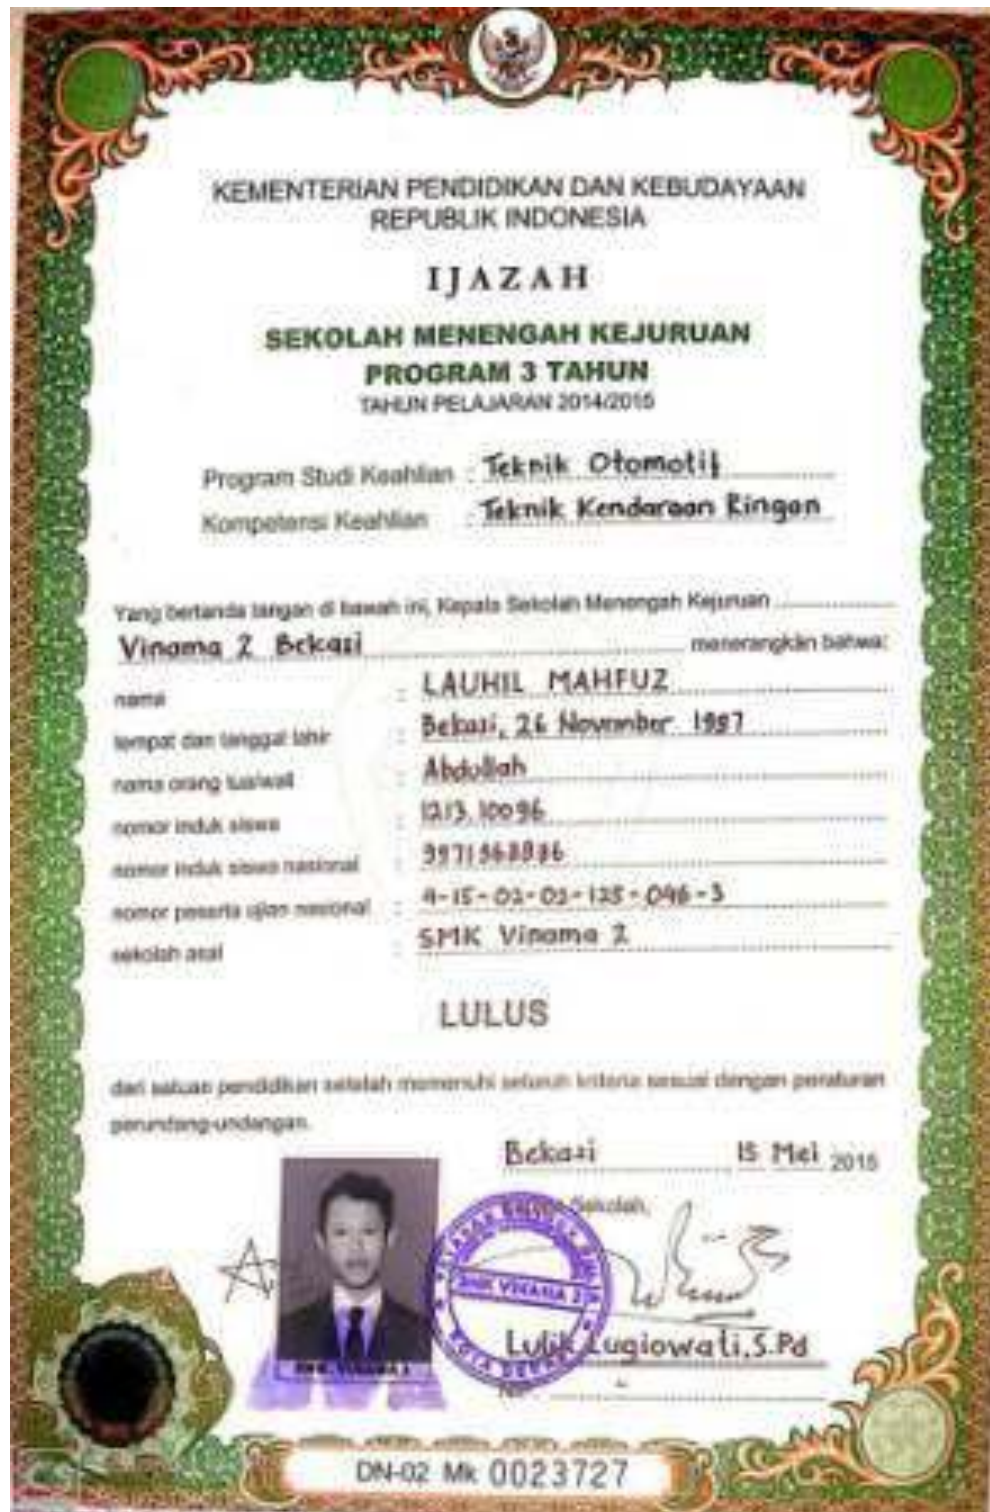 KEMENTERIAN PENDIDIKAN DAN KEBUDAYAAN
REPUBLIK INDONESIA
IJAZAH
SEKOLAH MENENGAH KEJURUAN
PROGRAM 3 TAHUN
TAHUN PELAJARAN 2014/2015
Program Studi Keahlian : Teknik Otomotif
Kompetensi Keahlian : Teknik Kendaraan Ringan
Yang bertanda tangan di bawah ini, Kepala Sekolah Menengah Kejuruan
Vinama 2 Bekasi menerangkan bahwa:
nama : LAUHIL MAHFUZ
tempat dan tanggal lahir : Bekasi, 26 November 1997
nama orang tua/wali : Abdullah
nomor induk siswa : 1213.10096
nomor induk siswa nasional :
nomor peserta ujian nasional : 4-15-02-02-125-096-3
sekolah asal : SMK Vinama 2
LULUS
dari satuan pendidikan setelah memenuhi seluruh kriteria sesuai dengan peraturan
perundang-undangan.
Bekasi 15 Mei 2015
Kepala Sekolah,
SMK VINAMA 2
Lulik Lugiowati, S.Pd
SMK VINAMA 2
DN-02 Mk 0023727